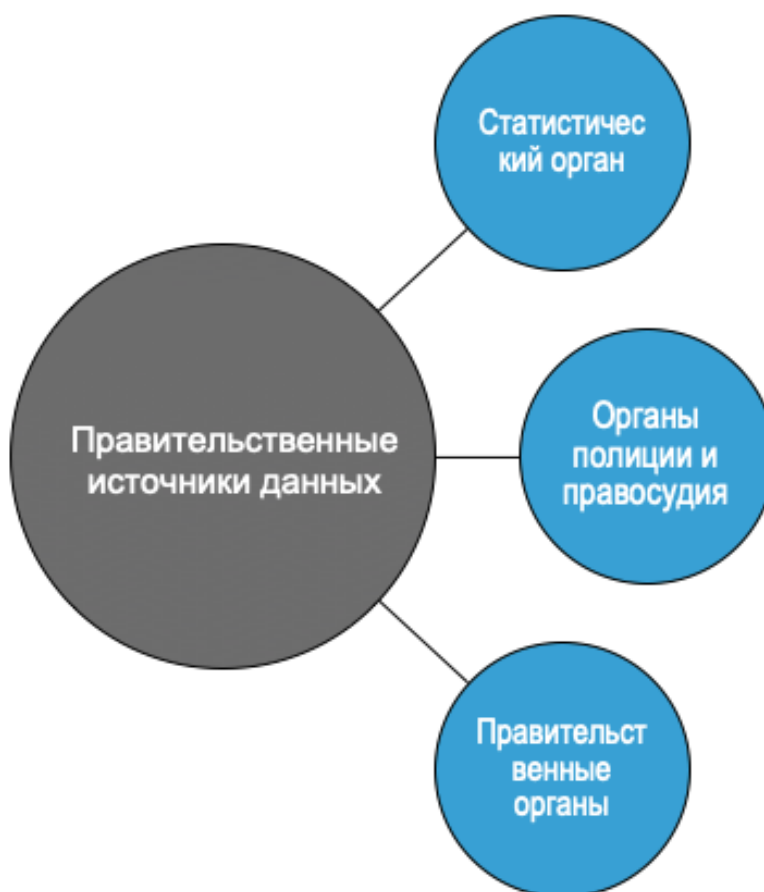 Статистичес
кий орган
Правительственные
источники данных
Органы
полиции и
правосудия
Правительст
венные
органы